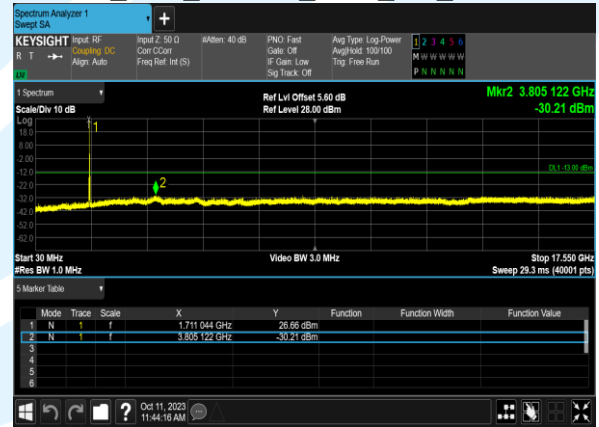 Spectrum Analyzer 1
Swept SA
+
KEYSIGHT Input: RF Input Z: 50 Ω #Atten: 40 dB PNO: Fast Avg Type: Log-Power 1 2 3 4 5 6
R T Coupling: DC Corr CCorr Gate: Off Avg|Hold: 100/100 M W W W W W
Align: Auto Freq Ref: Int (S) IF Gain: Low Trig: Free Run
Sig Track: Off P N N N N N
1 Spectrum Ref Lvl Offset 5.60 dB Mkr2 3.805 122 GHz
Scale/Div 10 dB Ref Level 28.00 dBm -30.21 dBm
Log
1
18.0
8.00
-2.00
DL1 -13.00 dBm
-12.0
2
-22.0
-32.0
-42.0
-52.0
-62.0
Start 30 MHz Video BW 3.0 MHz Stop 17.550 GHz
#Res BW 1.0 MHz Sweep 29.3 ms (40001 pts)
5 Marker Table
Mode Trace Scale X Y Function Function Width Function Value
1 N 1 f 1.711 044 GHz 26.66 dBm
2 N 1 f 3.805 122 GHz -30.21 dBm
3
4
5
6
? Oct 11, 2023
11:44:16 AM